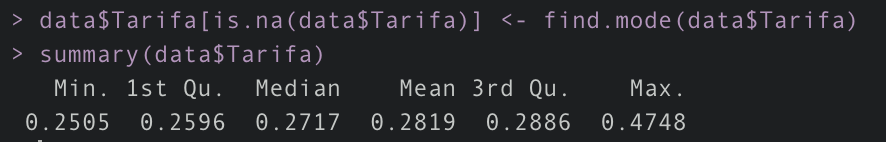 > data$Tarifa[is.na(data$Tarifa)] <- find.mode(data$Tarifa)
> summary(data$Tarifa)
Min. 1st Qu. Median Mean 3rd Qu. Max.
0.2505 0.2596 0.2717 0.2819 0.2886 0.4748